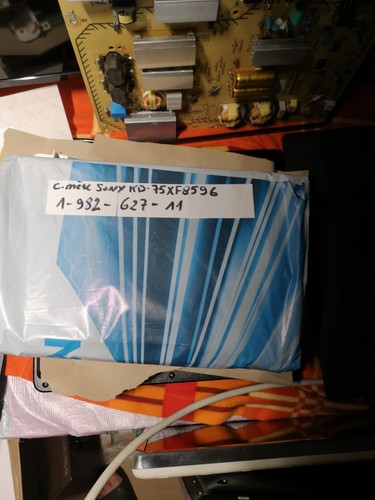 C.mère SONY KD-75XF8596
1-982-627-11
N